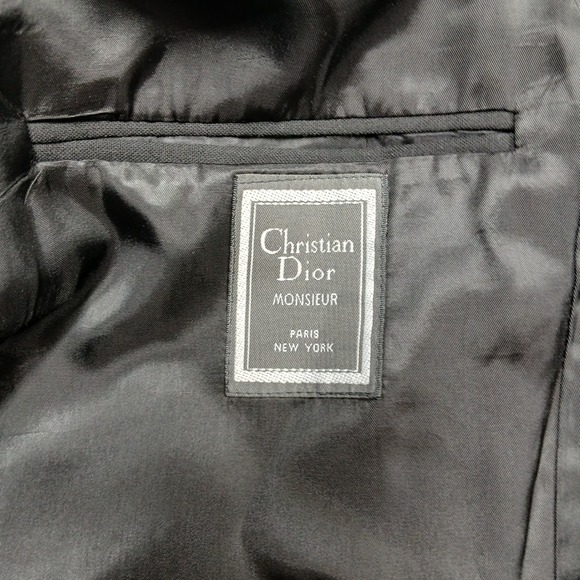 Christian
Dior
MONSIEUR
PARIS
NEW YORK